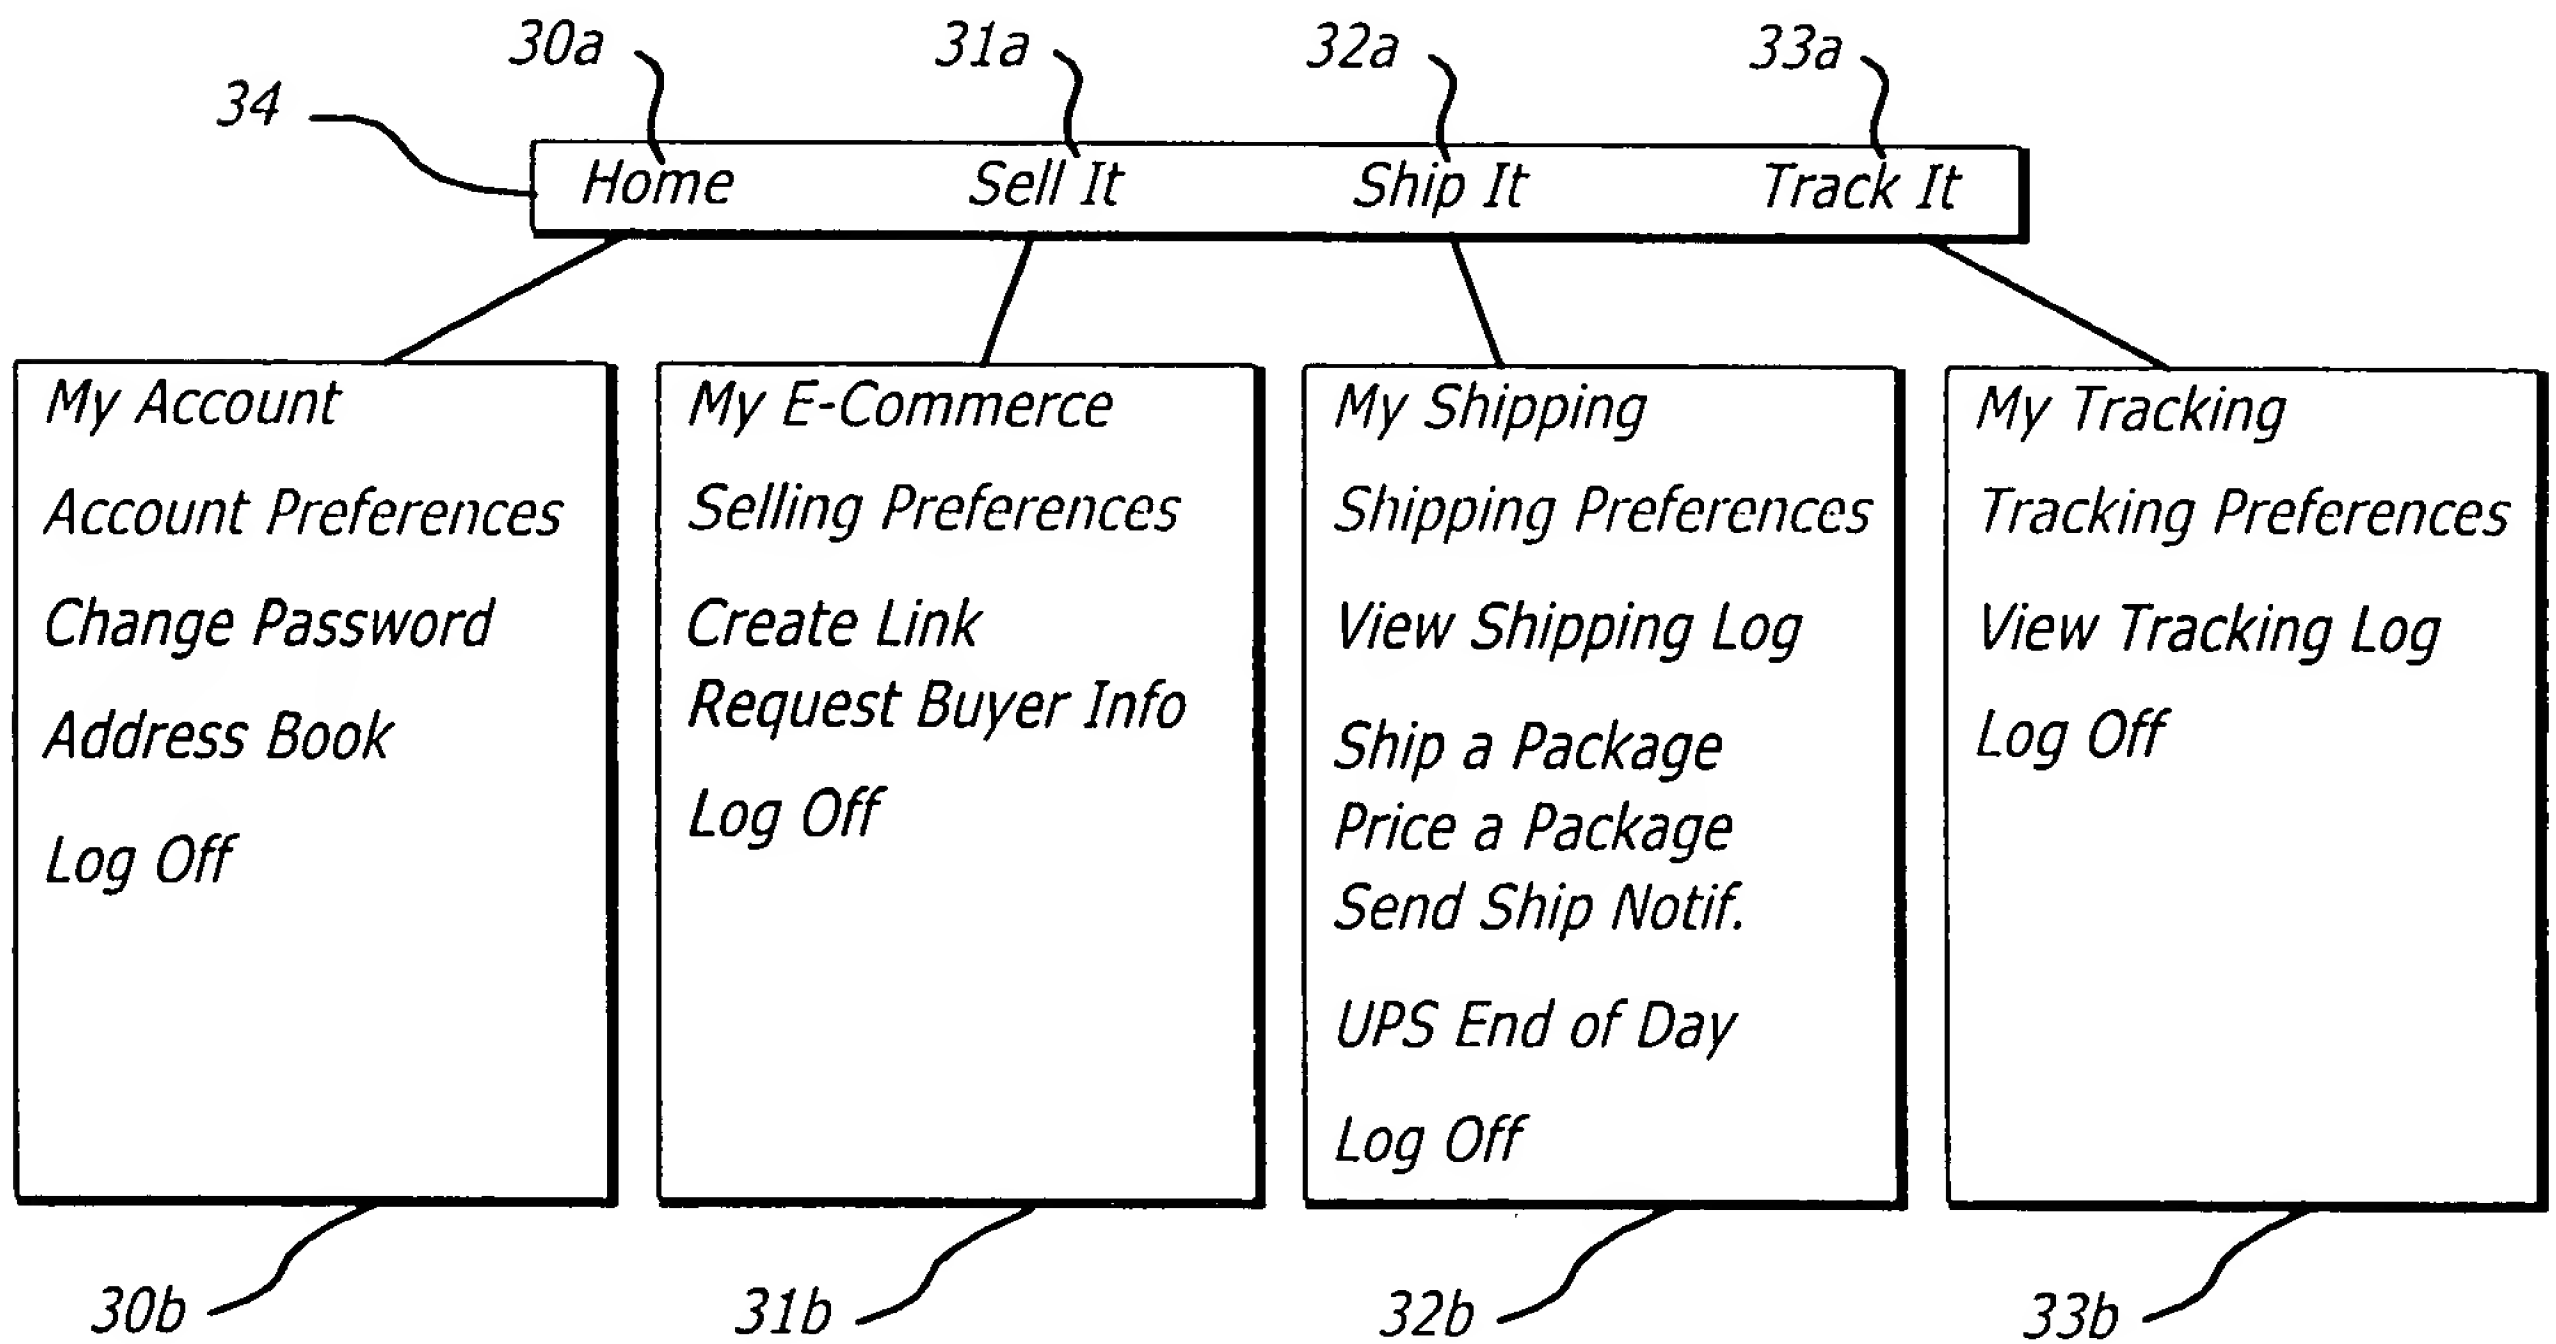 30a 31a 32a 33a
34
Home Sell It Ship It Track It
My Account
Account Preferences
Change Password
Address Book
Log Off
My E-Commerce
Selling Preferences
Create Link
Request Buyer Info
Log Off
My Shipping
Shipping Preferences
View Shipping Log
Ship a Package
Price a Package
Send Ship Notif.
UPS End of Day
Log Off
My Tracking
Tracking Preferences
View Tracking Log
Log Off
30b 31b 32b 33b